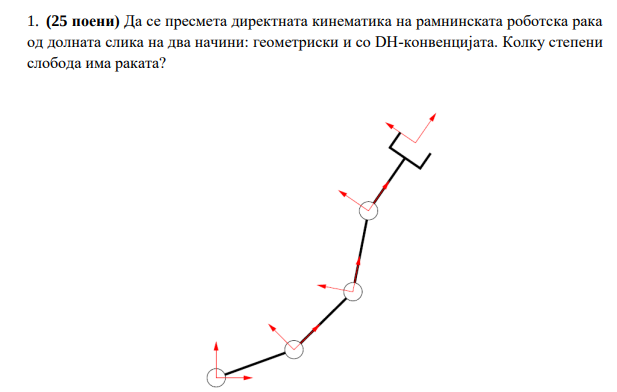 1. (25 поени) Да се пресмета директната кинематика на рамнинската роботска рака
од долната слика на два начини: геометриски и со DH-конвенцијата. Колку степени
слобода има раката?